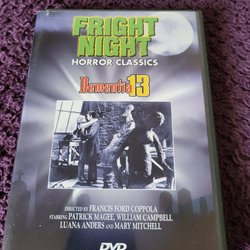 FRIGHT
NIGHT
HORROR CLASSICS
Dementia 13
DIRECTED BY FRANCIS FORD COPPOLA
STARRING PATRICK MAGEE, WILLIAM CAMPBELL
LUANA ANDERS AND MARY MITCHELL
DVD